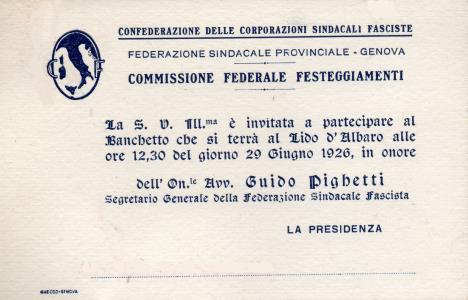 CONFEDERAZIONE DELLE CORPORAZIONI SINDACALI FASCISTE
FEDERAZIONE SINDACALE PROVINCIALE - GENOVA
COMMISSIONE FEDERALE FESTEGGIAMENTI
La S. V. Ill.ma è invitata a partecipare al
Banchetto che si terrà al Lido d'Albaro alle
ore 12,30 del giorno 29 Giugno 1926, in onore
dell' On.le Avv. Guido Pighetti
Segretario Generale della Federazione Sindacale Fascista
LA PRESIDENZA